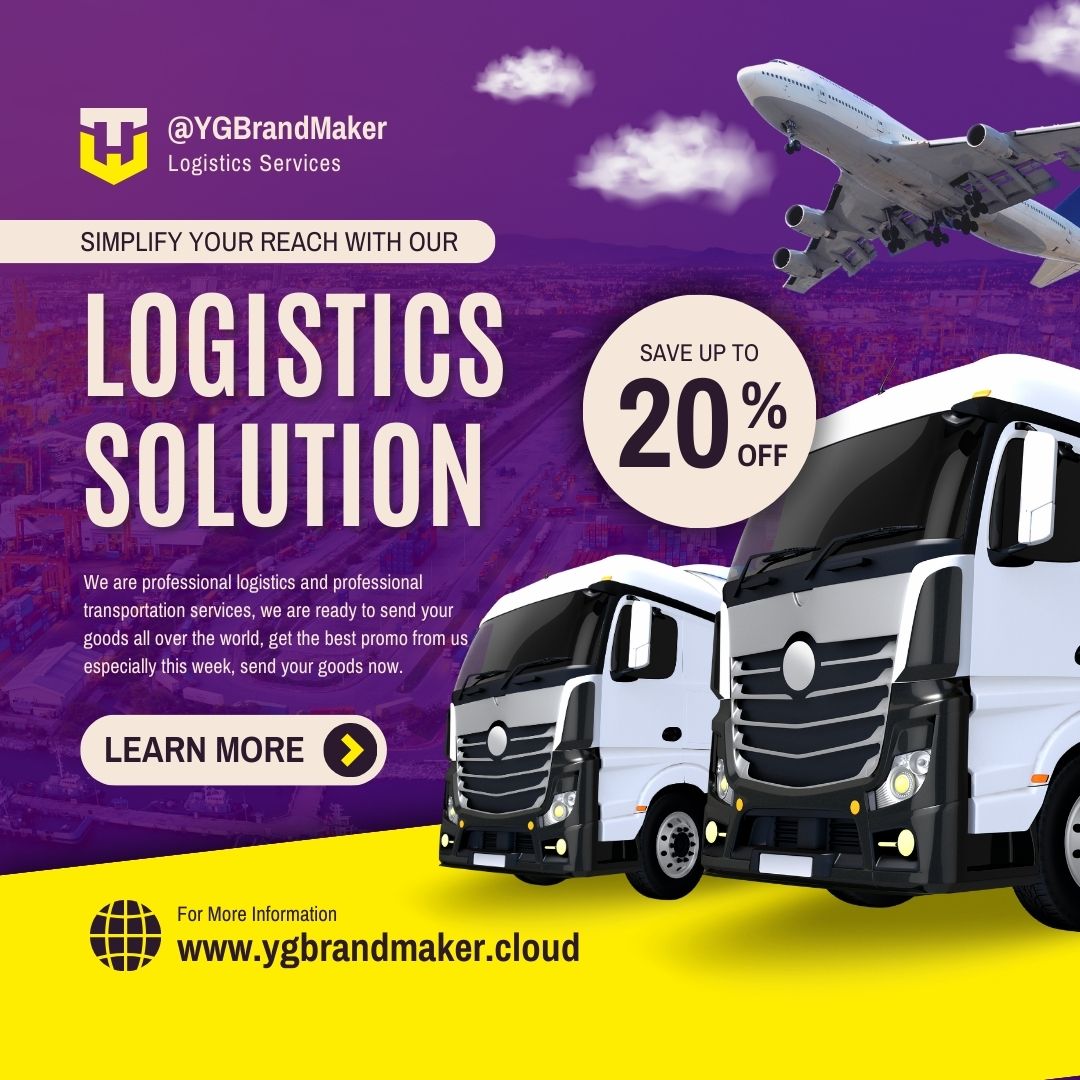 @YGBrandMaker
Logistics Services
SIMPLIFY YOUR REACH WITH OUR
LOGISTICS
SOLUTION
SAVE UP TO
20%
OFF
We are professional logistics and professional
transportation services, we are ready to send your
goods all over the world, get the best promo from us
especially this week, send your goods now.
LEARN MORE
For More Information
www.ygbrandmaker.cloud